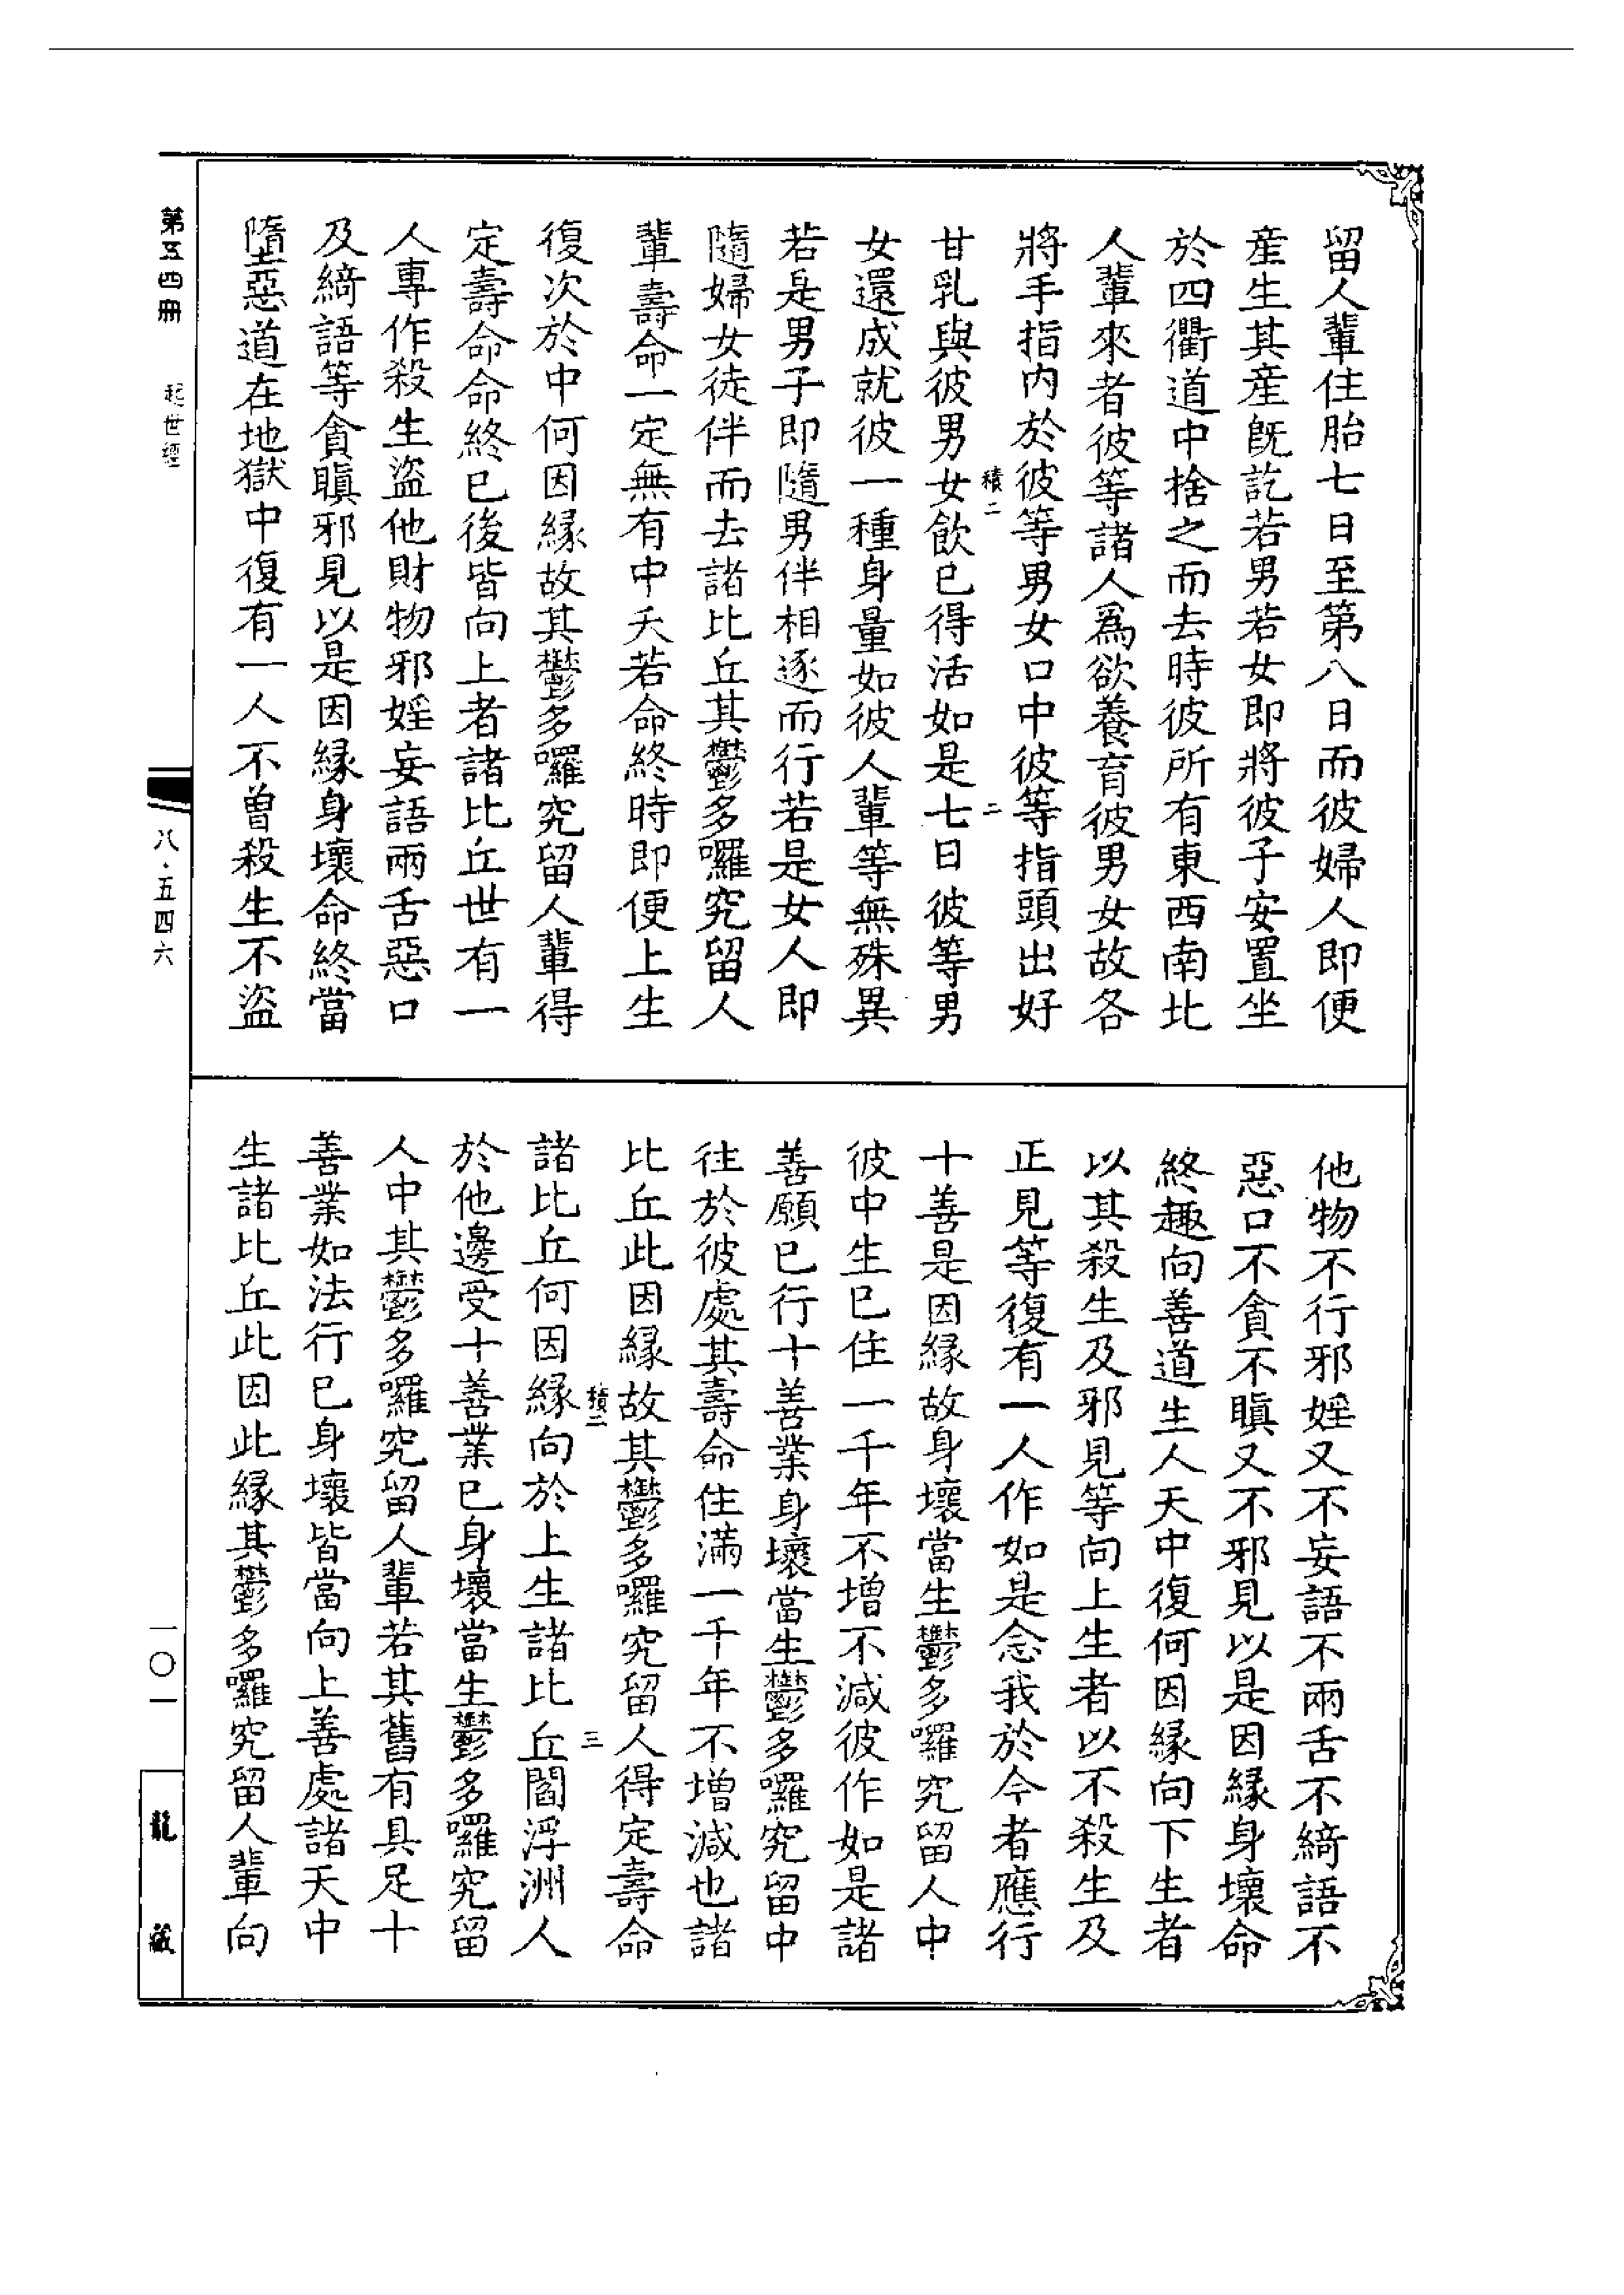 留人輩住胎七日至第八日而彼婦人即便
産生其産旣訖若男若女即將彼子安置坐
於四衢道中捨之而去時彼所有東西南北
人輩來者彼等諸人爲欲養育彼男女故各
將手指内於彼等男女口中彼等指頭出好
積二
二
甘乳與彼男女飲已得活如是七日彼等男
女還成就彼一種身量如彼人輩等無殊異
若是男子即隨男伴相逐而行若是女人即
隨婦女徒伴而去諸比丘其鬱多囉究留人
輩壽命一定無有中夭若命終時即便上生
復次於中何因緣故其鬱多囉究留人輩得
定壽命命終已後皆向上者諸比丘世有一
人專作殺生盜他財物邪婬妄語兩舌惡口
及綺語等貪瞋邪見以是因緣身壞命終當
墮惡道在地獄中復有一人不曾殺生不盜
他物不行邪婬又不妄語不兩舌不綺語不
惡口不貪不瞋又不邪見以是因緣身壞命
終趣向善道生人天中復何因緣向下生者
以其殺生及邪見等向上生者以不殺生及
正見等復有一人作如是念我於今者應行
十善是因緣故身壞當生鬱多囉究留人中
彼中生已住一千年不增不減彼作如是諸
善願已行十善業身壞當生鬱多囉究留中
往於彼處其壽命住滿一千年不增減也諸
比丘此因緣故其鬱多囉究留人得定壽命
積二
三
諸比丘何因緣向於上生諸比丘閻浮洲人
於他邊受十善業已身壞當生鬱多囉究留
人中其鬱多囉究留人輩若其舊有具足十
善業如法行已身壞皆當向上善處諸天中
生諸比丘此因此緣其鬱多囉究留人輩向
第五四冊
起世經
八·五四六
一〇一
龍藏